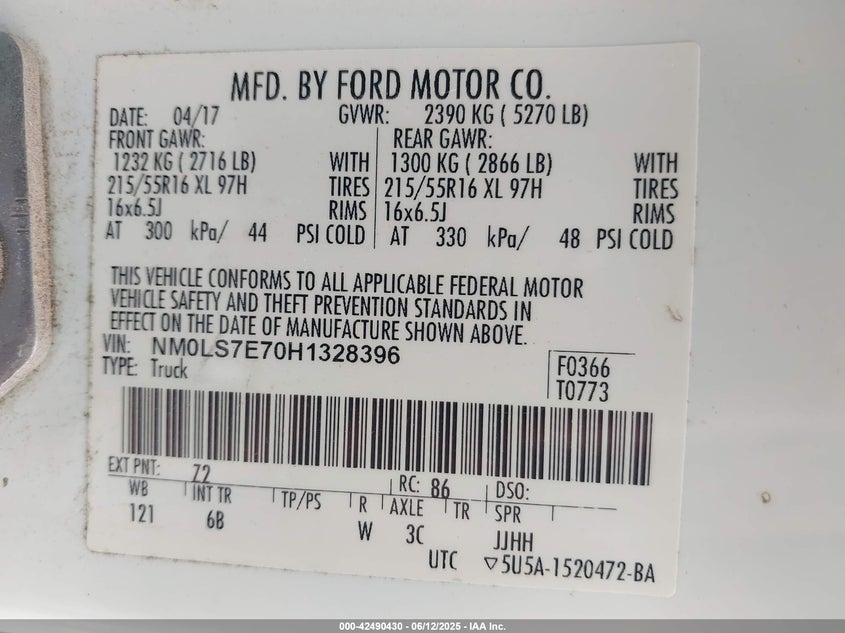 MFD. BY FORD MOTOR CO.
DATE: 04/17 GVWR: 2390 KG ( 5270 LB)
FRONT GAWR: REAR GAWR:
1232 KG ( 2716 LB) WITH 1300 KG ( 2866 LB) WITH
215/55R16 XL 97H TIRES 215/55R16 XL 97H TIRES
16x6.5J RIMS 16x6.5J RIMS
AT 300 kPa/ 44 PSI COLD AT 330 kPa/ 48 PSI COLD
THIS VEHICLE CONFORMS TO ALL APPLICABLE FEDERAL MOTOR
VEHICLE SAFETY AND THEFT PREVENTION STANDARDS IN
EFFECT ON THE DATE OF MANUFACTURE SHOWN ABOVE.
VIN: NM0LS7E70H1328396 F0366
TYPE: Truck T0773
EXT PNT: 72 RC: 86 DSO:
WB INT TR TP/PS R AXLE TR SPR
121 6B W 3C JJHH
UTC ▽5U5A-1520472-BA
000-42490430 - 06/12/2025 - IAA Inc.